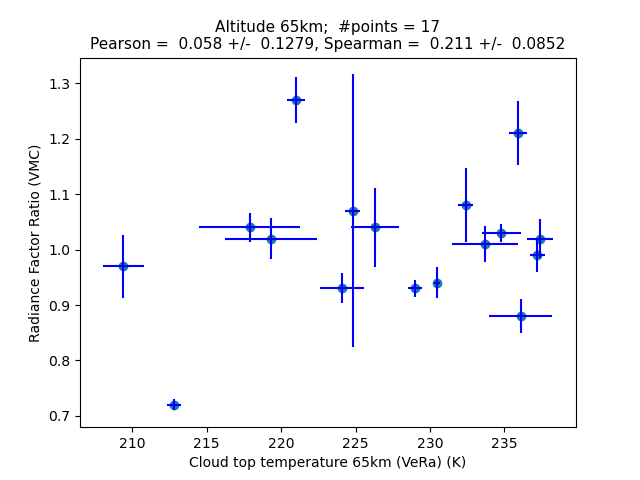 Altitude 65km;  #points = 17
Pearson =  0.058 +/-  0.1279, Spearman =  0.211 +/-  0.0852
1.3
1.2
1.1
1.0
0.9
0.8
0.7
Radiance Factor Ratio (VMC)
210 215 220 225 230 235
Cloud top temperature 65km (VeRa) (K)